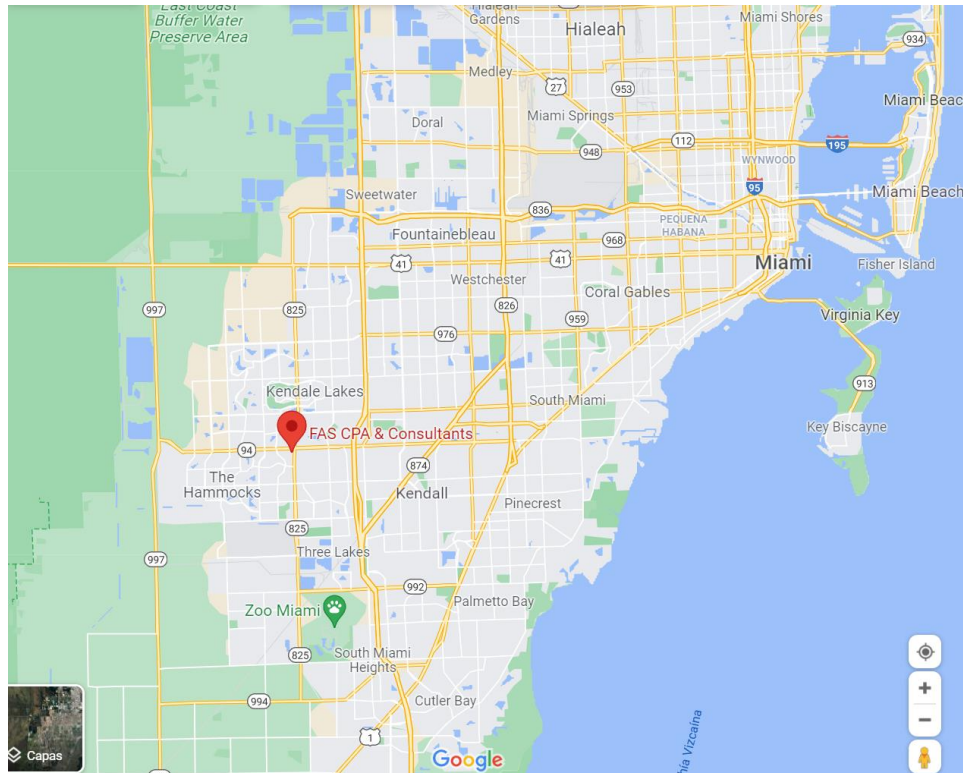 East Coast
Buffer Water
Preserve Area
Hialeah
Gardens
Hialeah
Miami Shores
934
Medley
27
953
Miami Beac
Doral
Miami Springs
948
112
195
WYNWOOD
95
Sweetwater
Miami Beach
836
PEQUENA
HABANA
Fountainebleau
968
41
41
Miami
Fisher Island
Westchester
Coral Gables
997
825
826
959
Virginia Key
976
913
Kendale Lakes
South Miami
FAS CPA & Consultants
Key Biscayne
94
874
The
Hammocks
Kendall
Pinecrest
825
Three Lakes
997
992
Zoo Miami
Palmetto Bay
825
South Miami
Heights
994
Cutler Bay
1
hía Vizcaína
Capas
Google